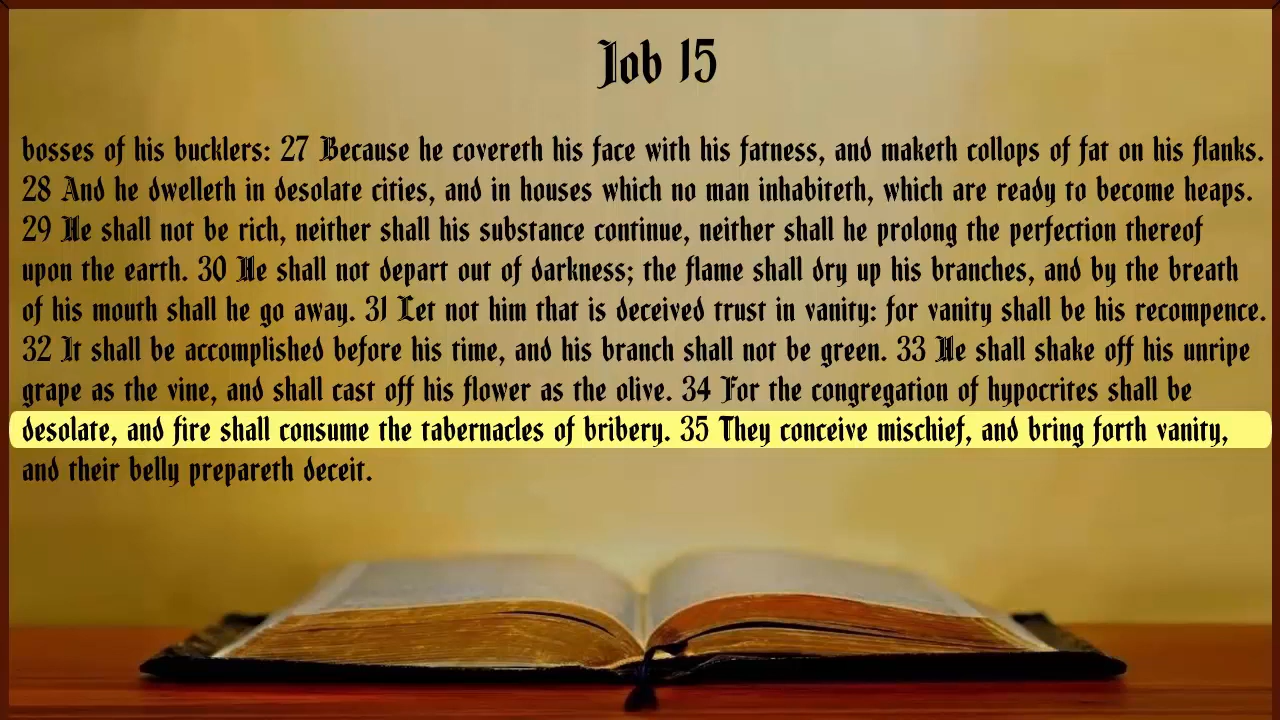 Job 15
bosses of his bucklers: 27 Because he covereth his face with his fatness, and maketh collops of fat on his flanks.
28 And he dwelleth in desolate cities, and in houses which no man inhabiteth, which are ready to become heaps.
29 He shall not be rich, neither shall his substance continue, neither shall he prolong the perfection thereof
upon the earth. 30 He shall not depart out of darkness; the flame shall dry up his branches, and by the breath
of his mouth shall he go away. 31 Let not him that is deceived trust in vanity: for vanity shall be his recompence.
32 It shall be accomplished before his time, and his branch shall not be green. 33 He shall shake off his unripe
grape as the vine, and shall cast off his flower as the olive. 34 For the congregation of hypocrites shall be
desolate, and fire shall consume the tabernacles of bribery. 35 They conceive mischief, and bring forth vanity,
and their belly prepareth deceit.